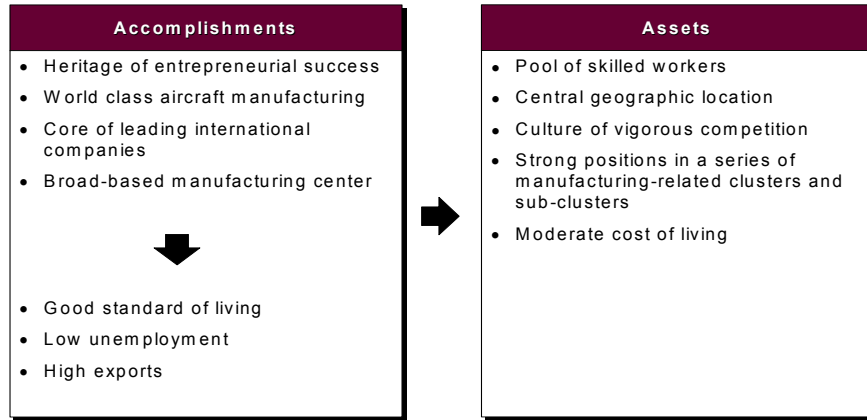 Accomplishments
• Heritage of entrepreneurial success
• World class aircraft manufacturing
• Core of leading international
companies
• Broad-based manufacturing center
• Good standard of living
• Low unemployment
• High exports
Assets
• Pool of skilled workers
• Central geographic location
• Culture of vigorous competition
• Strong positions in a series of
manufacturing-related clusters and
sub-clusters
• Moderate cost of living